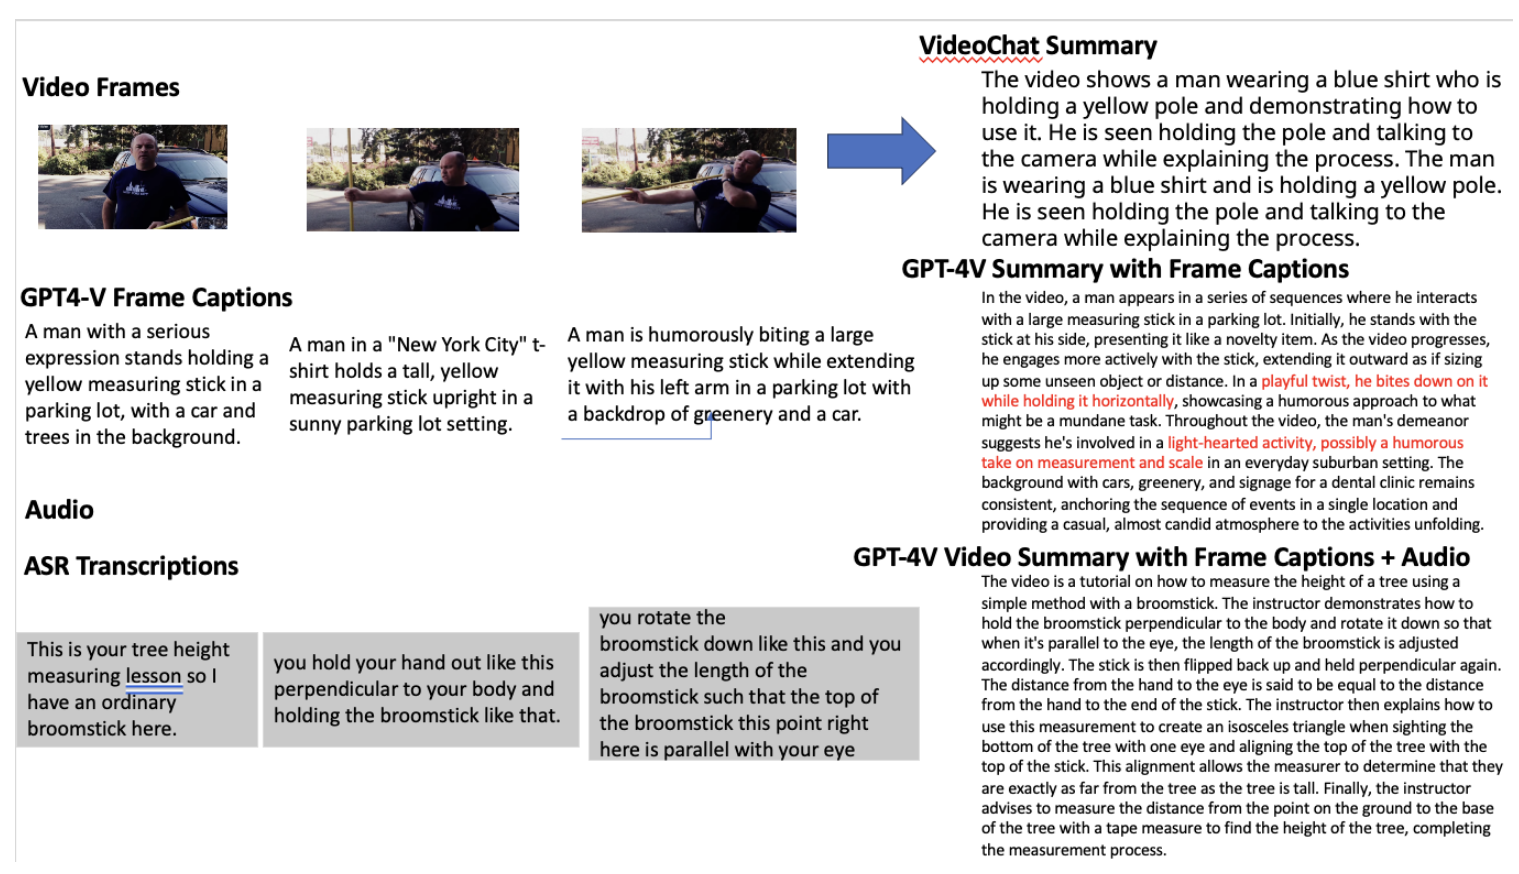 Video Frames
GPT4-V Frame Captions
A man with a serious
expression stands holding a
yellow measuring stick in a
parking lot, with a car and
trees in the background.
A man in a "New York City" t-
shirt holds a tall, yellow
measuring stick upright in a
sunny parking lot setting.
A man is humorously biting a large
yellow measuring stick while extending
it with his left arm in a parking lot with
a backdrop of greenery and a car.
Audio
ASR Transcriptions
This is your tree height
measuring lesson so I
have an ordinary
broomstick here.
you hold your hand out like this
perpendicular to your body and
holding the broomstick like that.
you rotate the
broomstick down like this and you
adjust the length of the
broomstick such that the top of
the broomstick this point right
here is parallel with your eye
VideoChat Summary
The video shows a man wearing a blue shirt who is
holding a yellow pole and demonstrating how to
use it. He is seen holding the pole and talking to
the camera while explaining the process. The man
is wearing a blue shirt and is holding a yellow pole.
He is seen holding the pole and talking to the
camera while explaining the process.
GPT-4V Summary with Frame Captions
In the video, a man appears in a series of sequences where he interacts
with a large measuring stick in a parking lot. Initially, he stands with the
stick at his side, presenting it like a novelty item. As the video progresses,
he engages more actively with the stick, extending it outward as if sizing
up some unseen object or distance. In a playful twist, he bites down on it
while holding it horizontally, showcasing a humorous approach to what
might be a mundane task. Throughout the video, the man's demeanor
suggests he's involved in a light-hearted activity, possibly a humorous
take on measurement and scale in an everyday suburban setting. The
background with cars, greenery, and signage for a dental clinic remains
consistent, anchoring the sequence of events in a single location and
providing a casual, almost candid atmosphere to the activities unfolding.
GPT-4V Video Summary with Frame Captions + Audio
The video is a tutorial on how to measure the height of a tree using a
simple method with a broomstick. The instructor demonstrates how to
hold the broomstick perpendicular to the body and rotate it down so that
when it's parallel to the eye, the length of the broomstick is adjusted
accordingly. The stick is then flipped back up and held perpendicular again.
The distance from the hand to the eye is said to be equal to the distance
from the hand to the end of the stick. The instructor then explains how to
use this measurement to create an isosceles triangle when sighting the
bottom of the tree with one eye and aligning the top of the tree with the
top of the stick. This alignment allows the measurer to determine that they
are exactly as far from the tree as the tree is tall. Finally, the instructor
advises to measure the distance from the point on the ground to the base
of the tree with a tape measure to find the height of the tree, completing
the measurement process.